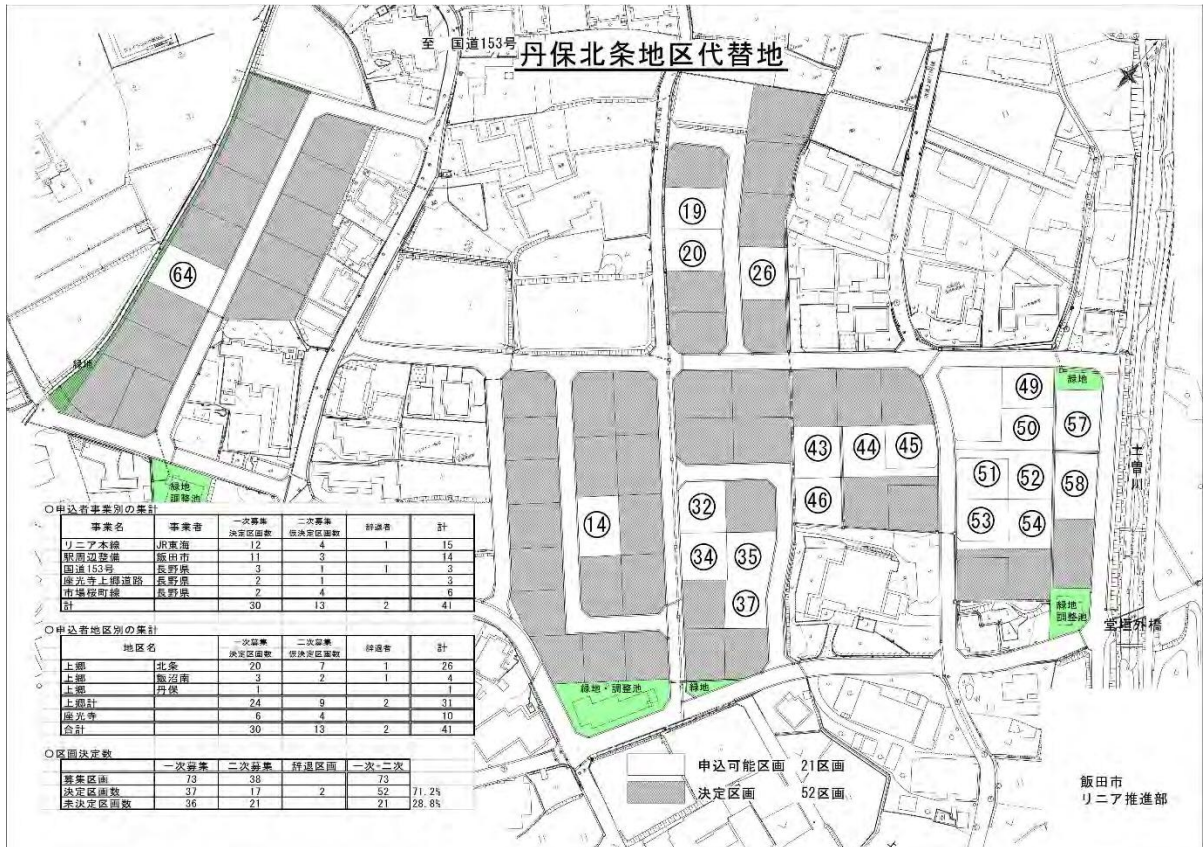 丹保北条地区代替地
至 国道153号
64
19
20
26
緑地
緑地
調整池
14
32
34
35
37
43
44
45
46
49
50
51
52
53
54
57
58
緑地
土曽川
緑地
調整池
堂垣外橋
緑地・調整池
緑地
○申込者事業別の集計
事業名 事業者 一次募集決定区画数 二次募集仮決定区画数 辞退者 計
リニア本線 JR東海 12 4 1 15
駅周辺整備 飯田市 11 3 14
国道153号 長野県 3 1 1 3
座光寺上郷道路 長野県 2 1 3
市場桜町線 長野県 2 4 6
計 30 13 2 41
○申込者地区別の集計
地区名 一次募集決定区画数 二次募集仮決定区画数 辞退者 計
上郷 北条 20 7 1 26
上郷 飯沼南 3 2 1 4
上郷 丹保 1 1
上郷計 24 9 2 31
座光寺 6 4 10
合計 30 13 2 41
○区画決定数
一次募集 二次募集 辞退区画 一次+二次
募集区画 73 38 73
決定区画数 37 17 2 52 71.2%
未決定区画数 36 21 21 28.8%
申込可能区画 21区画
決定区画 52区画
飯田市
リニア推進部